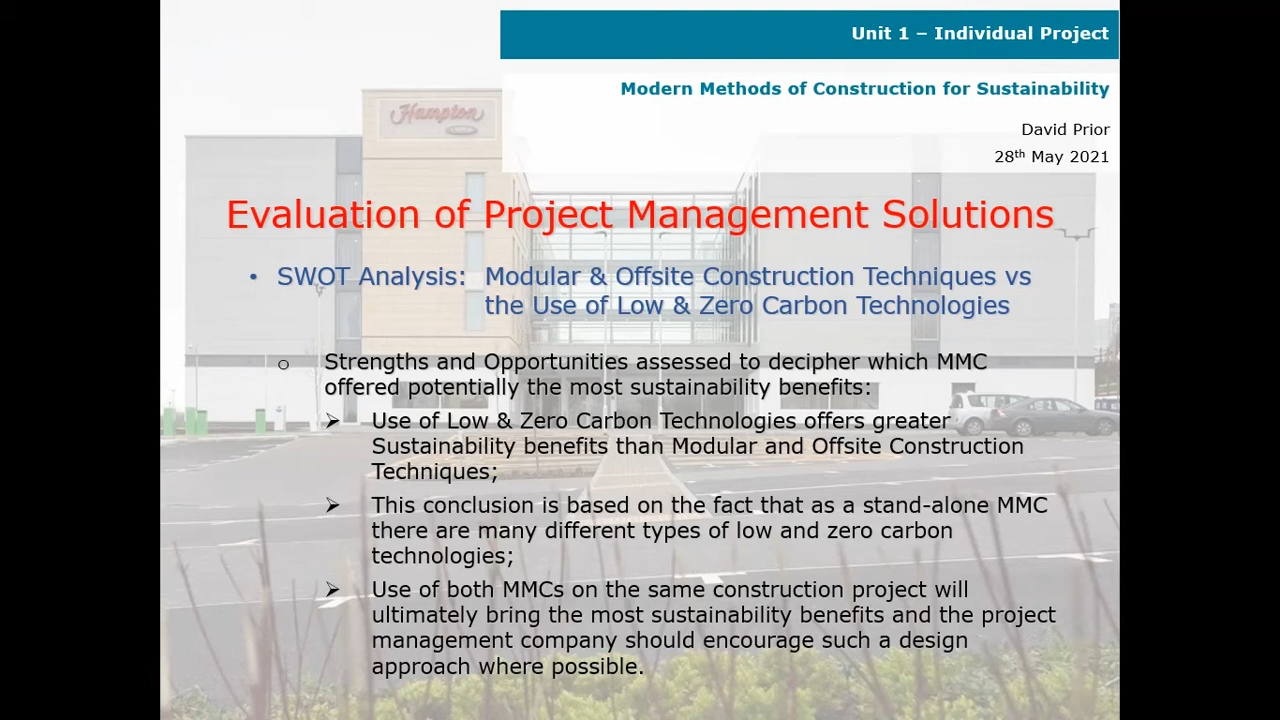 Unit 1 – Individual Project
Modern Methods of Construction for Sustainability
David Prior
28th May 2021
Hampton
Evaluation of Project Management Solutions
• SWOT Analysis: Modular & Offsite Construction Techniques vs
the Use of Low & Zero Carbon Technologies
o Strengths and Opportunities assessed to decipher which MMC
offered potentially the most sustainability benefits:
➢ Use of Low & Zero Carbon Technologies offers greater
Sustainability benefits than Modular and Offsite Construction
Techniques;
➢ This conclusion is based on the fact that as a stand-alone MMC
there are many different types of low and zero carbon
technologies;
➢ Use of both MMCs on the same construction project will
ultimately bring the most sustainability benefits and the project
management company should encourage such a design
approach where possible.